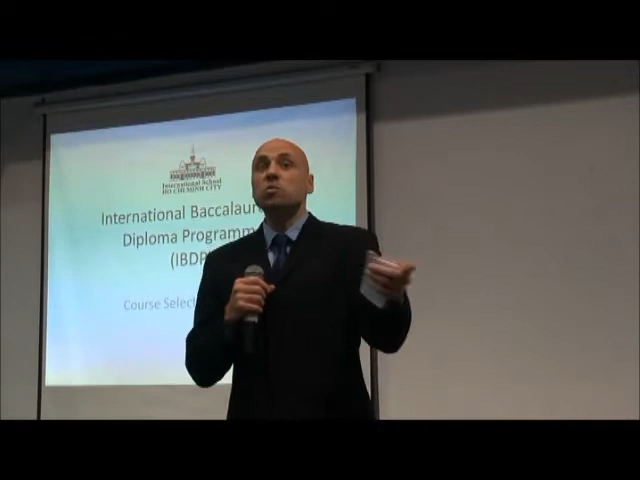 International School
HO CHI MINH CITY
International Baccalaure
Diploma Programm
(IBDP
Course Select